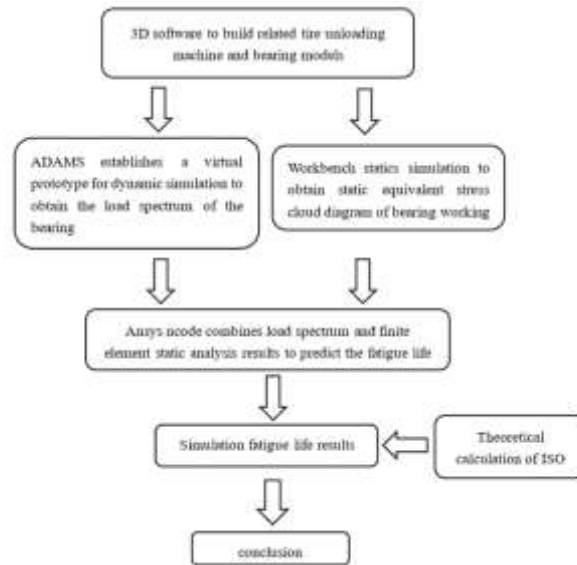 3D software to build related tire unloading
machine and bearing models
ADAMS establishes a virtual
prototype for dynamic simulation to
obtain the load spectrum of the
bearing
Workbench statics simulation to
obtain static equivalent stress
cloud diagram of bearing working
Ansys ncode combines load spectrum and finite
element static analysis results to predict the fatigue life
Simulation fatigue life results
Theoretical
calculation of ISO
conclusion